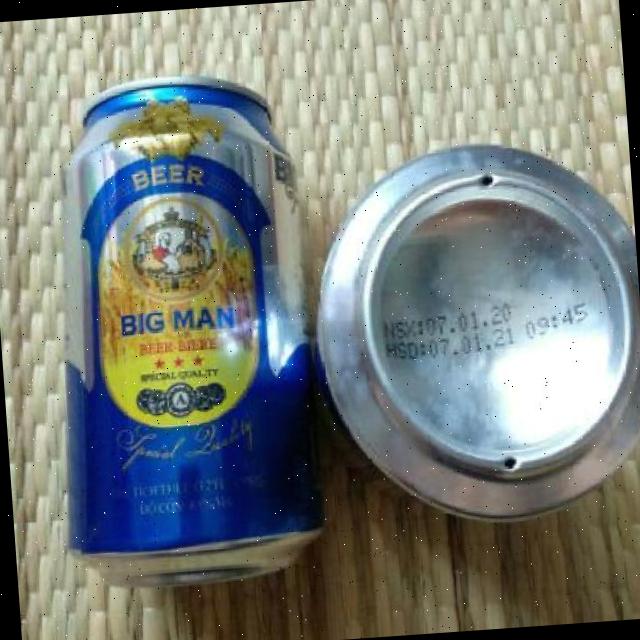 BEER
BIG MAN
BEER-BIERE
SPECIAL QUALITY
Special Quality
NSX:07.01.20
HSD:07.01.21 09:45